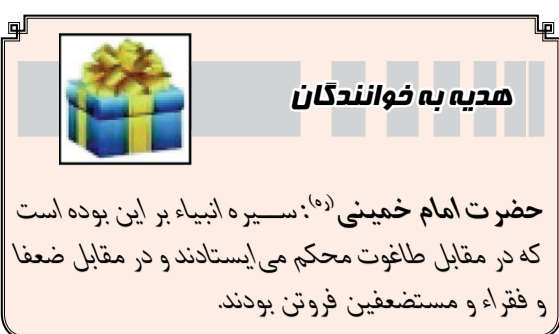 هدیه به خوانندگان
حضرت امام خمینی(ره): سیره انبیاء بر این بوده است
که در مقابل طاغوت محکم می‌ایستادند و در مقابل ضعفا
و فقراء و مستضعفین فروتن بودند.